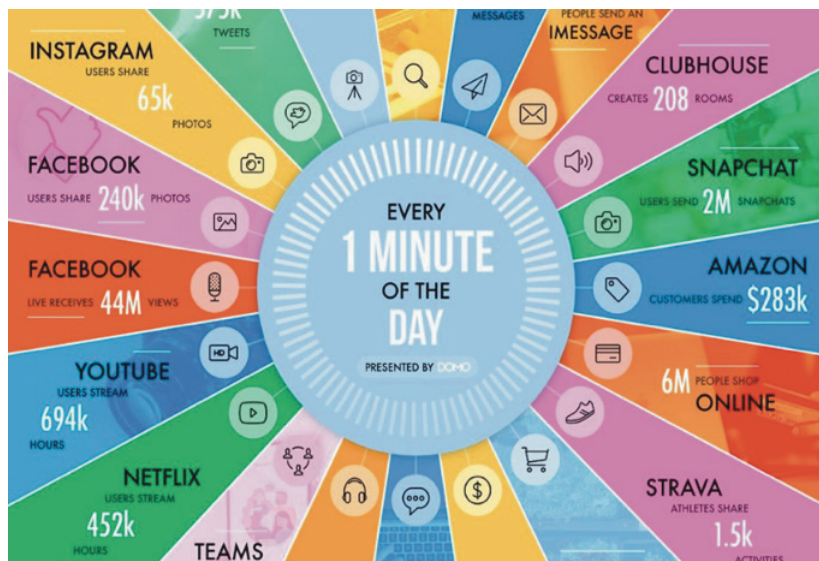 EVERY
1 MINUTE
OF THE
DAY
PRESENTED BY DOMO
MESSAGES
PEOPLE SEND AN
IMESSAGE
CLUBHOUSE
CREATES 208 ROOMS
SNAPCHAT
USERS SEND 2M SNAPCHATS
AMAZON
CUSTOMERS SPEND $283k
6M PEOPLE SHOP
ONLINE
STRAVA
ATHLETES SHARE
1.5k
ACTIVITIES
$
TEAMS
NETFLIX
USERS STREAM
452k
HOURS
YOUTUBE
USERS STREAM
694k
HOURS
HD
FACEBOOK
LIVE RECEIVES 44M VIEWS
FACEBOOK
USERS SHARE 240k PHOTOS
INSTAGRAM
USERS SHARE
65k
PHOTOS
575k
TWEETS